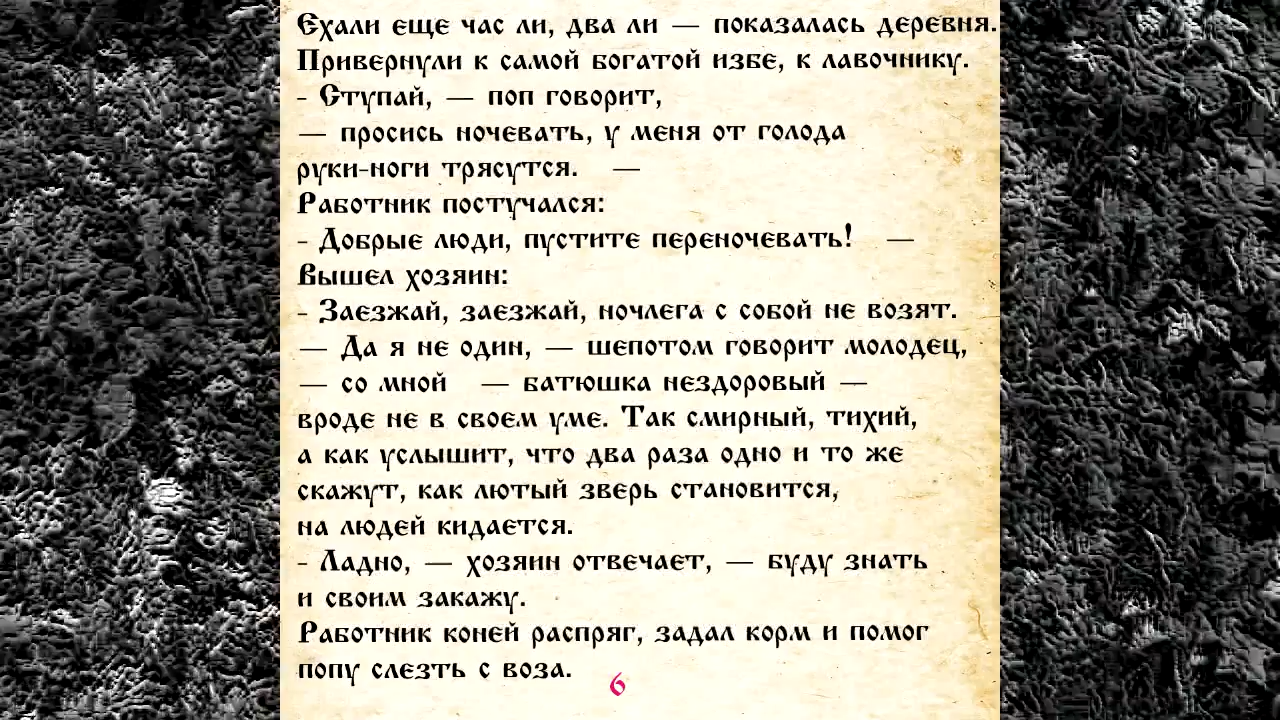 Ехали еще час ли, два ли — показалась деревня.
Привернули к самой богатой избе, к лавочнику.
- Ступай, — поп говорит,
— просись ночевать, у меня от голода
руки-ноги трясутся. —
Работник постучался:
- Добрые люди, пустите переночевать! —
Вышел хозяин:
- Заезжай, заезжай, ночлега с собой не возят.
— Да я не один, — шепотом говорит молодец,
— со мной — батюшка нездоровый —
вроде не в своем уме. Так смирный, тихий,
а как услышит, что два раза одно и то же
скажут, как лютый зверь становится,
на людей кидается.
- Ладно, — хозяин отвечает, — буду знать
и своим закажу.
Работник коней распряг, задал корм и помог
попу слезть с воза.
6